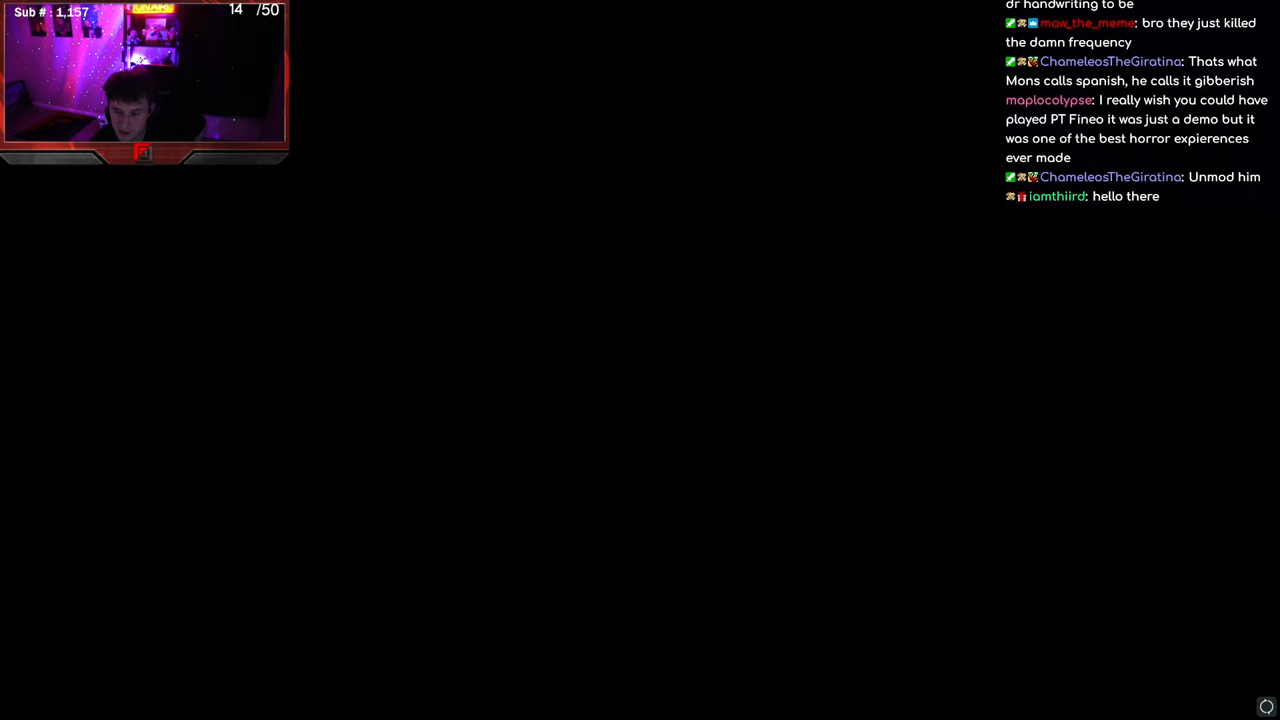 Sub # : 1,157
14 /50
ON AIR
dr handwriting to be
maw_the_meme: bro they just killed
the damn frequency
ChameleosTheGiratina: Thats what
Mons calls spanish, he calls it gibberish
maplocolypse: I really wish you could have
played PT Fineo it was just a demo but it
was one of the best horror expierences
ever made
ChameleosTheGiratina: Unmod him
iamthiird: hello there